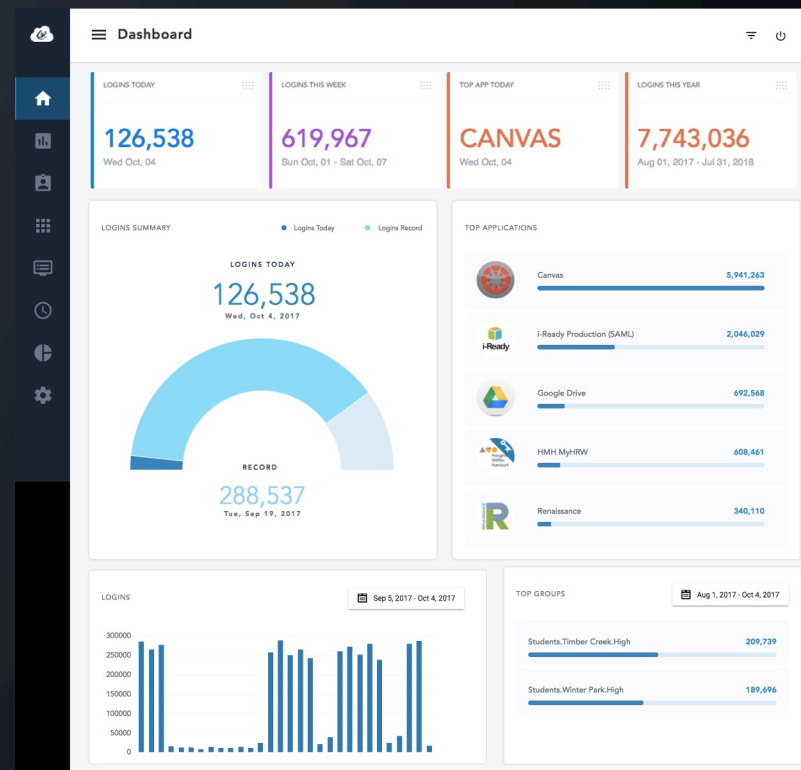 Dashboard
LOGINS TODAY
126,538
Wed Oct, 04
LOGINS THIS WEEK
619,967
Sun Oct, 01 - Sat Oct, 07
TOP APP TODAY
CANVAS
Wed Oct, 04
LOGINS THIS YEAR
7,743,036
Aug 01, 2017 - Jul 31, 2018
LOGINS SUMMARY
Logins Today
Logins Record
LOGINS TODAY
126,538
Wed, Oct 4, 2017
RECORD
288,537
Tue, Sep 19, 2017
TOP APPLICATIONS
Canvas 5,941,263
i-Ready
i-Ready Production (SAML) 2,046,029
Google Drive 692,568
HMH MyHRW 608,461
Renaissance 340,110
LOGINS
Sep 5, 2017 - Oct 4, 2017
300000
250000
200000
150000
100000
50000
0
TOP GROUPS
Aug 1, 2017 - Oct 4, 2017
Students.Timber Creek.High 209,739
Students.Winter Park.High 189,696